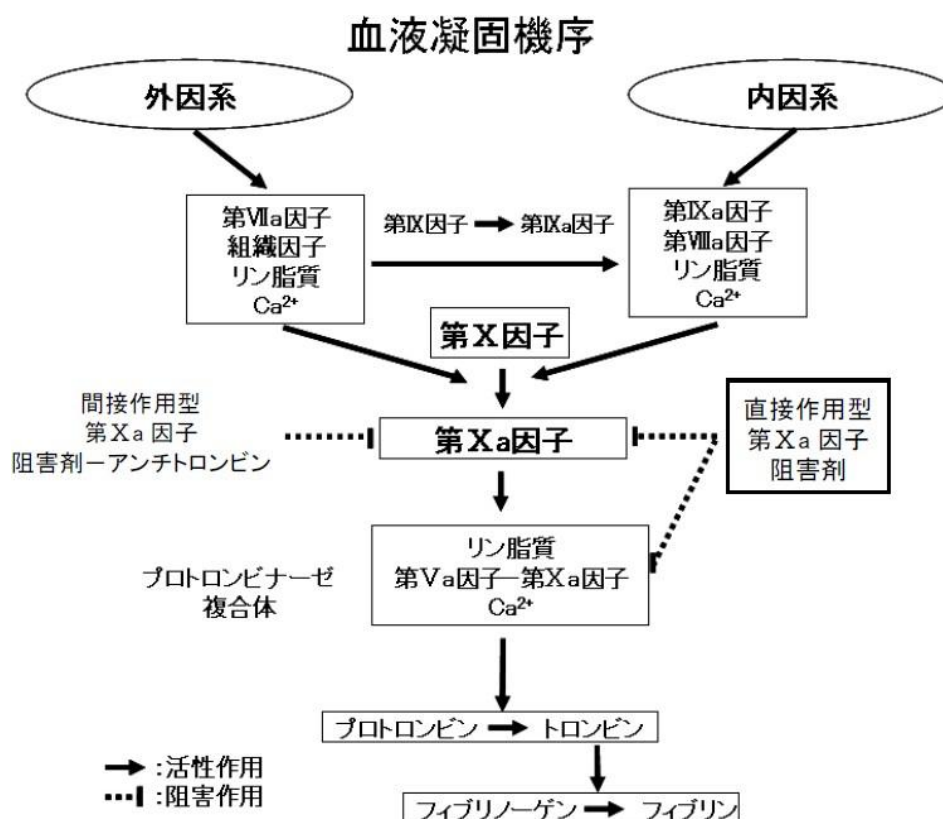 血液凝固機序
外因系
内因系
第Ⅶa因子
組織因子
リン脂質
Ca²⁺
第Ⅸ因子 → 第Ⅸa因子
第Ⅸa因子
第Ⅷa因子
リン脂質
Ca²⁺
第Ⅹ因子
間接作用型
第Ⅹa因子
阻害剤−アンチトロンビン
第Ⅹa因子
直接作用型
第Ⅹa因子
阻害剤
プロトロンビナーゼ
複合体
リン脂質
第Ⅴa因子−第Ⅹa因子
Ca²⁺
プロトロンビン → トロンビン
:活性作用
:阻害作用
フィブリノーゲン → フィブリン